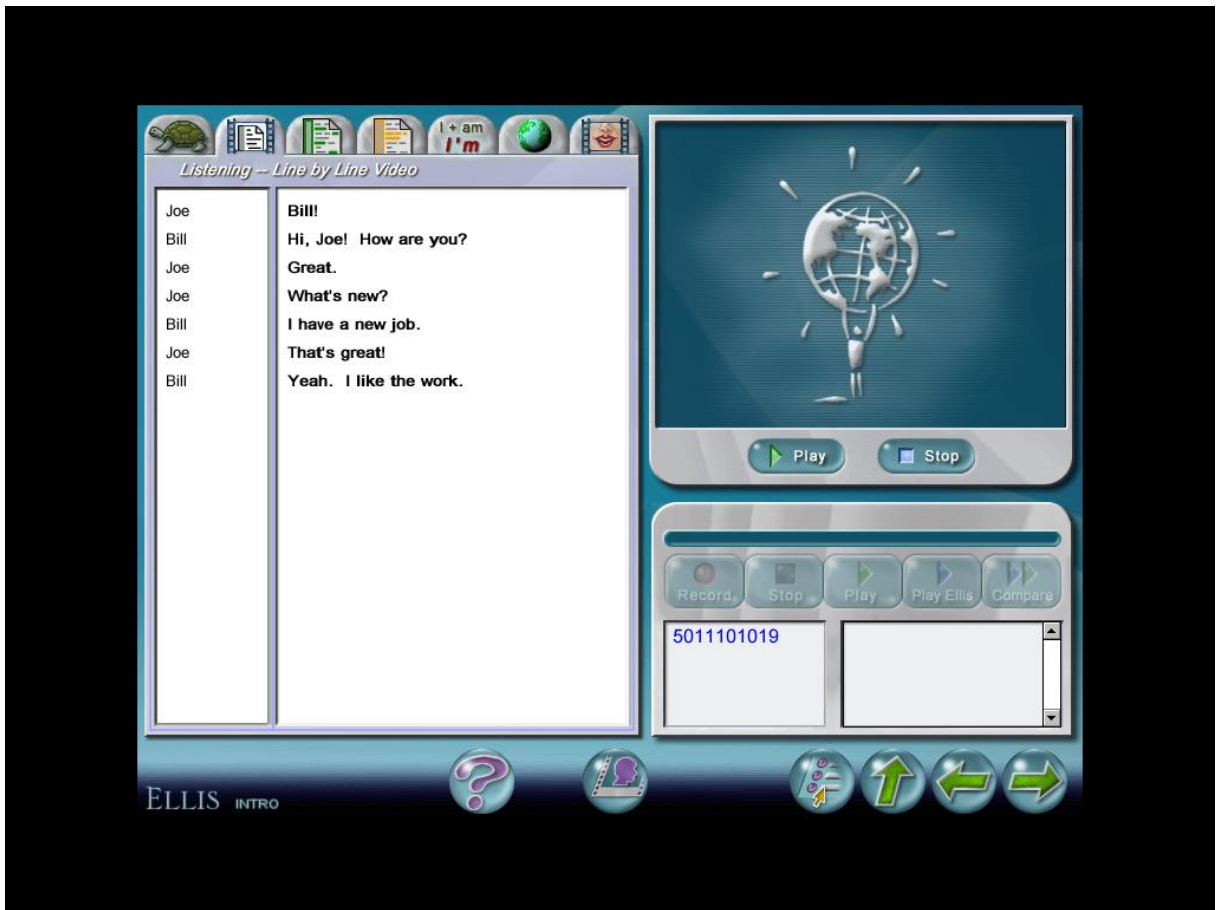 I + am
I'm
Listening -- Line by Line Video
Joe Bill!
Bill Hi, Joe! How are you?
Joe Great.
Joe What's new?
Bill I have a new job.
Joe That's great!
Bill Yeah. I like the work.
Play Stop
Record Stop Play Play Ellis Compare
5011101019
ELLIS INTRO